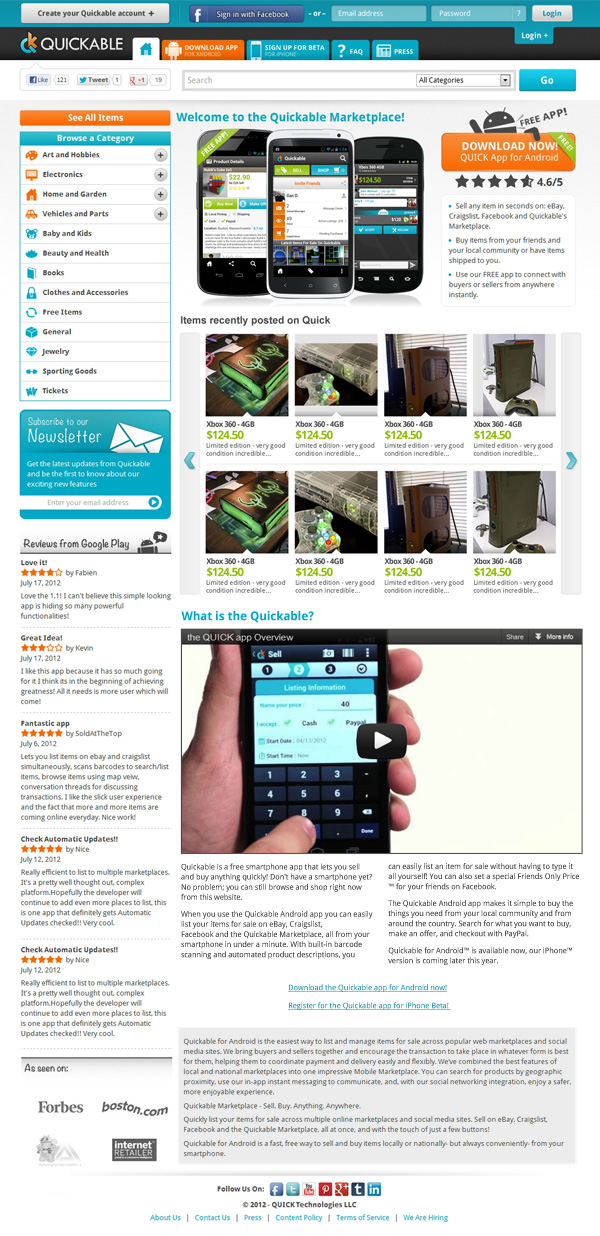 Create your Quickable account +
Sign in with Facebook
- or -
Email address
Password
?
Login
QUICKABLE
DOWNLOAD APP
FOR ANDROID
SIGN UP FOR BETA
FOR IPHONE
? FAQ
PRESS
Login +
Like 121
Tweet 1
+1 19
Search
All Categories
Go
See All Items
Browse a Category
Art and Hobbies
Electronics
Home and Garden
Vehicles and Parts
Baby and Kids
Beauty and Health
Books
Clothes and Accessories
Free Items
General
Jewelry
Sporting Goods
Tickets
Subscribe to our
Newsletter
Get the latest updates from Quickable
and be the first to know about our
exciting new features
Enter your email address
Reviews from Google Play
Love it!
by Fabien
July 17, 2012
Love the 1.1! I can't believe this simple looking
app is hiding so many powerful
functionalities!
Great Idea!
by Kevin
July 17, 2012
I like this app because it has so much going
for it I think its in the beginning of achieving
greatness! All it needs is more user which will
come!
Fantastic app
by SoldAtTheTop
July 6, 2012
Lets you list items on ebay and craigslist
simultaneously, scans barcodes to search/list
items, browse items using map veiw,
conversation threads for discussing
transactions. I like the slick user experience
and the fact that more and more items are
coming online everyday. Nice work!
Check Automatic Updates!!
by Nice
July 12, 2012
Really efficient to list to multiple marketplaces.
It's a pretty well thought out, complex
platform.Hopefully the developer will
continue to add even more places to list, this
is one app that definitely gets Automatic
Updates checked!! Very cool.
Check Automatic Updates!!
by Nice
July 12, 2012
Really efficient to list to multiple marketplaces.
It's a pretty well thought out, complex
platform.Hopefully the developer will
continue to add even more places to list, this
is one app that definitely gets Automatic
Updates checked!! Very cool.
As seen on:
Forbes
boston.com
internet
RETAILER
Welcome to the Quickable Marketplace!
FREE APP!
Product Details
$22.90
Buy Now
Quickable
SELL
SHOP
Invite Friends
Latest Items For Sale On Quickable
Xbox 360 - 4GB
$124.50
FREE APP!
DOWNLOAD NOW!
QUICK App for Android
FREE!
4.6/5
Sell any item in seconds on: eBay,
Craigslist, Facebook and Quickable's
Marketplace.
Buy items from your friends and
your local community or have items
shipped to you.
Use our FREE app to connect with
buyers or sellers from anywhere
instantly.
Items recently posted on Quick
Xbox 360 - 4GB
$124.50
Limited edition - very good
condition incredible...
Xbox 360 - 4GB
$124.50
Limited edition - very good
condition incredible...
Xbox 360 - 4GB
$124.50
Limited edition - very good
condition incredible...
Xbox 360 - 4GB
$124.50
Limited edition - very good
condition incredible...
Xbox 360 - 4GB
$124.50
Limited edition - very good
condition incredible...
Xbox 360 - 4GB
$124.50
Limited edition - very good
condition incredible...
Xbox 360 - 4GB
$124.50
Limited edition - very good
condition incredible...
Xbox 360 - 4GB
$124.50
Limited edition - very good
condition incredible...
What is the Quickable?
the QUICK app Overview
Share
More info
Sell
1 2 3
Listing Information
Name your price : 40
I accept : Cash Paypal
Start Date : 04/13/2012
Start Time : Now
1 2 3
4 5 6
7 8 9
0
Done
Quickable is a free smartphone app that lets you sell
and buy anything quickly! Don't have a smartphone yet?
No problem; you can still browse and shop right now
from this website.
When you use the Quickable Android app you can easily
list your items for sale on eBay, Craigslist,
Facebook and the Quickable Marketplace, all from your
smartphone in under a minute. With built-in barcode
scanning and automated product descriptions, you
can easily list an item for sale without having to type it
all yourself! You can also set a special Friends Only Price
™ for your friends on Facebook.
The Quickable Android app makes it simple to buy the
things you need from your local community and from
around the country. Search for what you want to buy,
make an offer, and checkout with PayPal.
Quickable for Android™ is available now, our iPhone™
version is coming later this year.
Download the Quickable app for Android now!
Register for the Quickable app for iPhone Beta!
Quickable for Android is the easiest way to list and manage items for sale across popular web marketplaces and social
media sites. We bring buyers and sellers together and encourage the transaction to take place in whatever form is best
for them, helping them to coordinate payment and delivery easily and flexibly. We've combined the best features of
local and national marketplaces into one impressive Mobile Marketplace. You can search for products by geographic
proximity, use our in-app instant messaging to communicate, and, with our social networking integration, enjoy a safer,
more enjoyable experience.
Quickable Marketplace - Sell. Buy. Anything. Anywhere.
Quickly list your items for sale across multiple online marketplaces and social media sites. Sell on eBay, Craigslist,
Facebook and the Quickable Marketplace, all at once, and with the touch of just a few buttons!
Quickable for Android is a fast, free way to sell and buy items locally or nationally- but always conveniently- from your
smartphone.
Follow Us On:
© 2012 - QUICK Technologies LLC
About Us | Contact Us | Press | Content Policy | Terms of Service | We Are Hiring